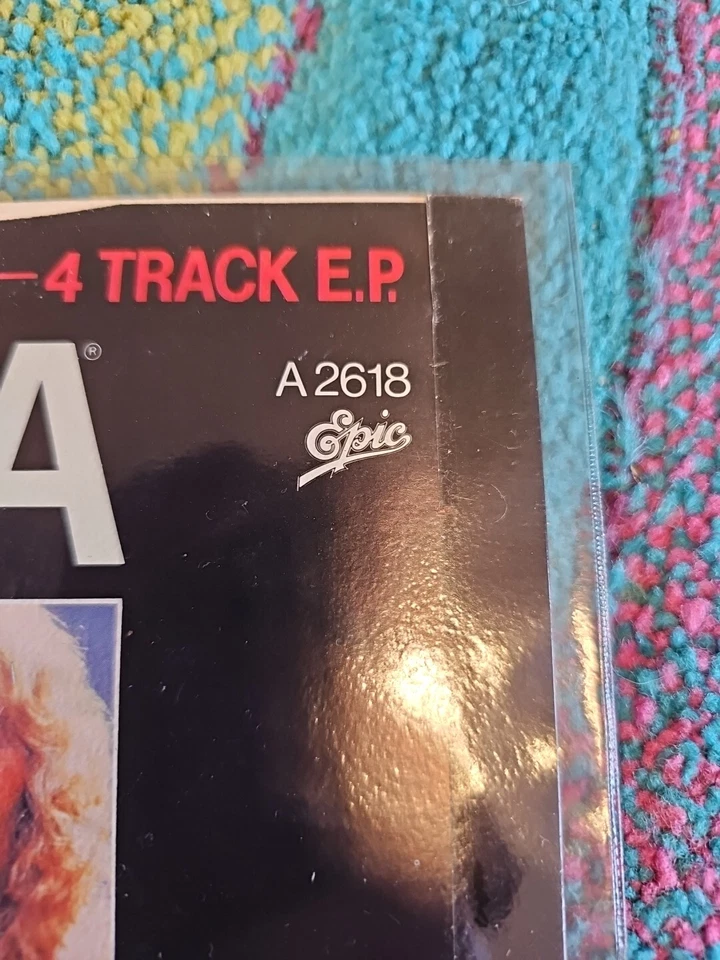 —4 TRACK E.P.
A®
A 2618
Epic